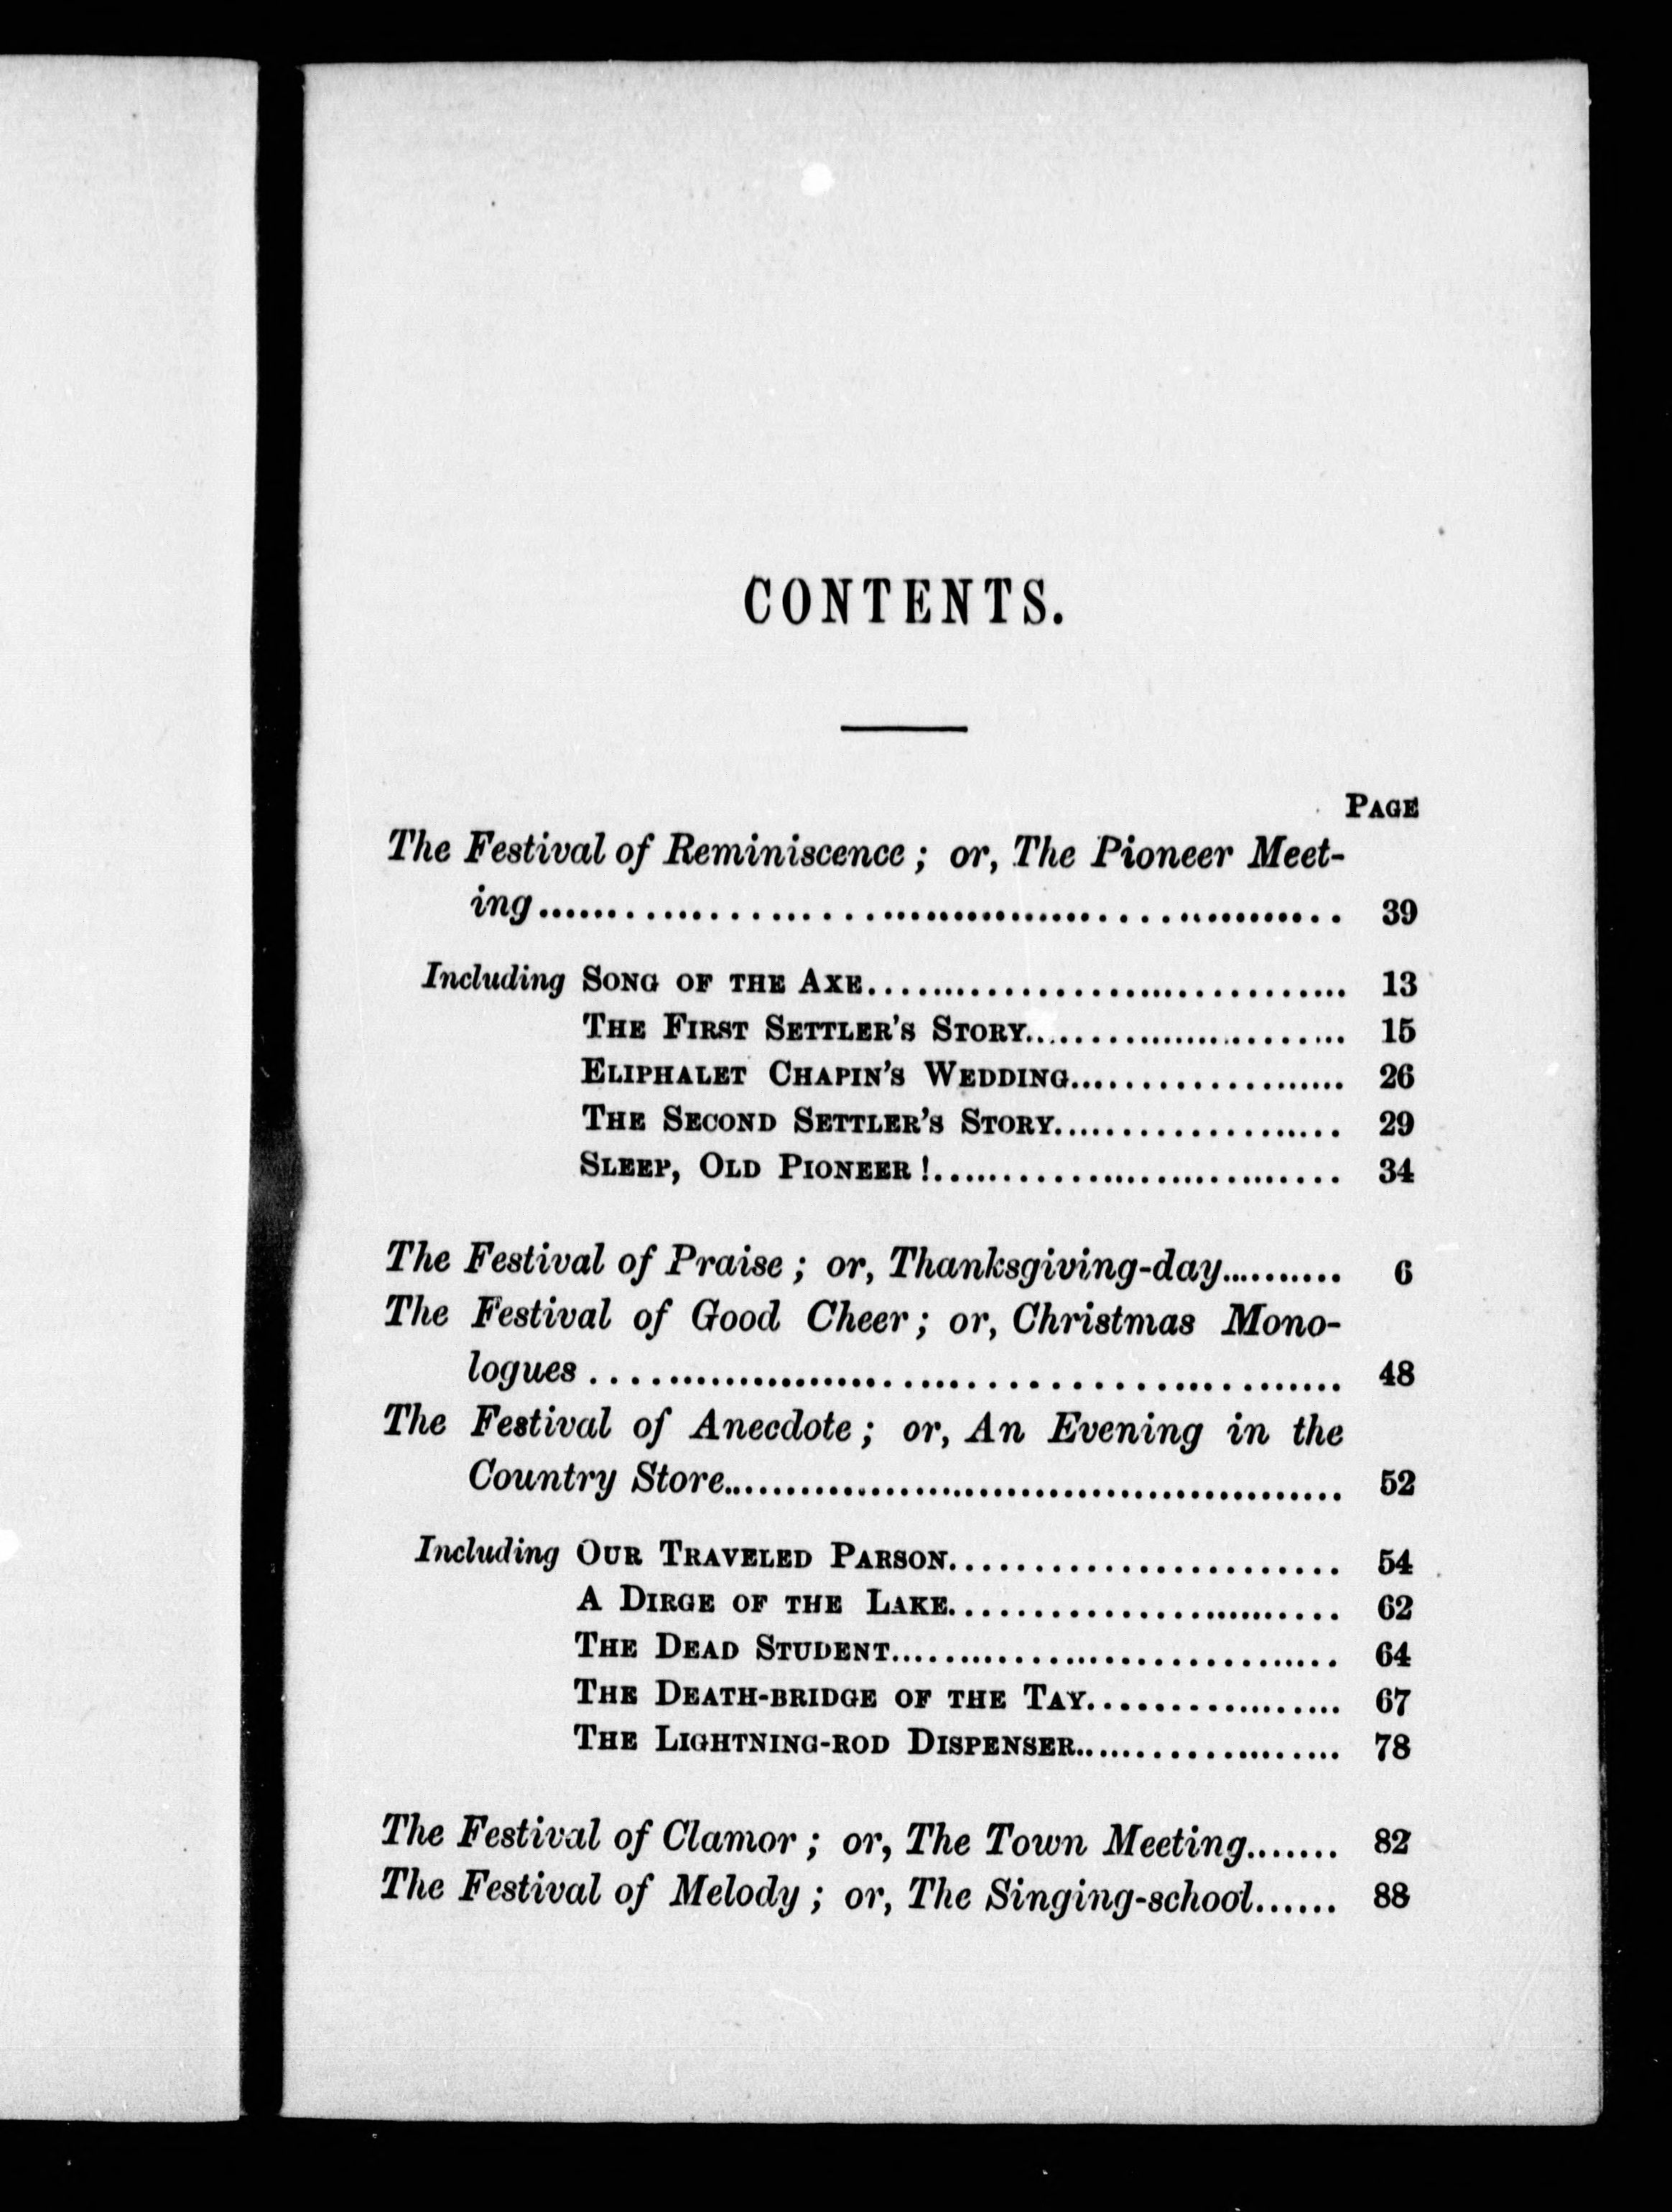 CONTENTS.
PAGE
The Festival of Reminiscence ; or, The Pioneer Meet-
ing........................................................ 39
Including SONG OF THE AXE.................................. 13
THE FIRST SETTLER'S STORY........................ 15
ELIPHALET CHAPIN'S WEDDING..................... 26
THE SECOND SETTLER'S STORY..................... 29
SLEEP, OLD PIONEER !.............................. 34
The Festival of Praise ; or, Thanksgiving-day.......... 6
The Festival of Good Cheer ; or, Christmas Mono-
logues .................................................... 48
The Festival of Anecdote ; or, An Evening in the
Country Store............................................. 52
Including OUR TRAVELED PARSON........................ 54
A DIRGE OF THE LAKE............................ 62
THE DEAD STUDENT................................ 64
THE DEATH-BRIDGE OF THE TAY................... 67
THE LIGHTNING-ROD DISPENSER.................... 78
The Festival of Clamor ; or, The Town Meeting....... 82
The Festival of Melody ; or, The Singing-school...... 88